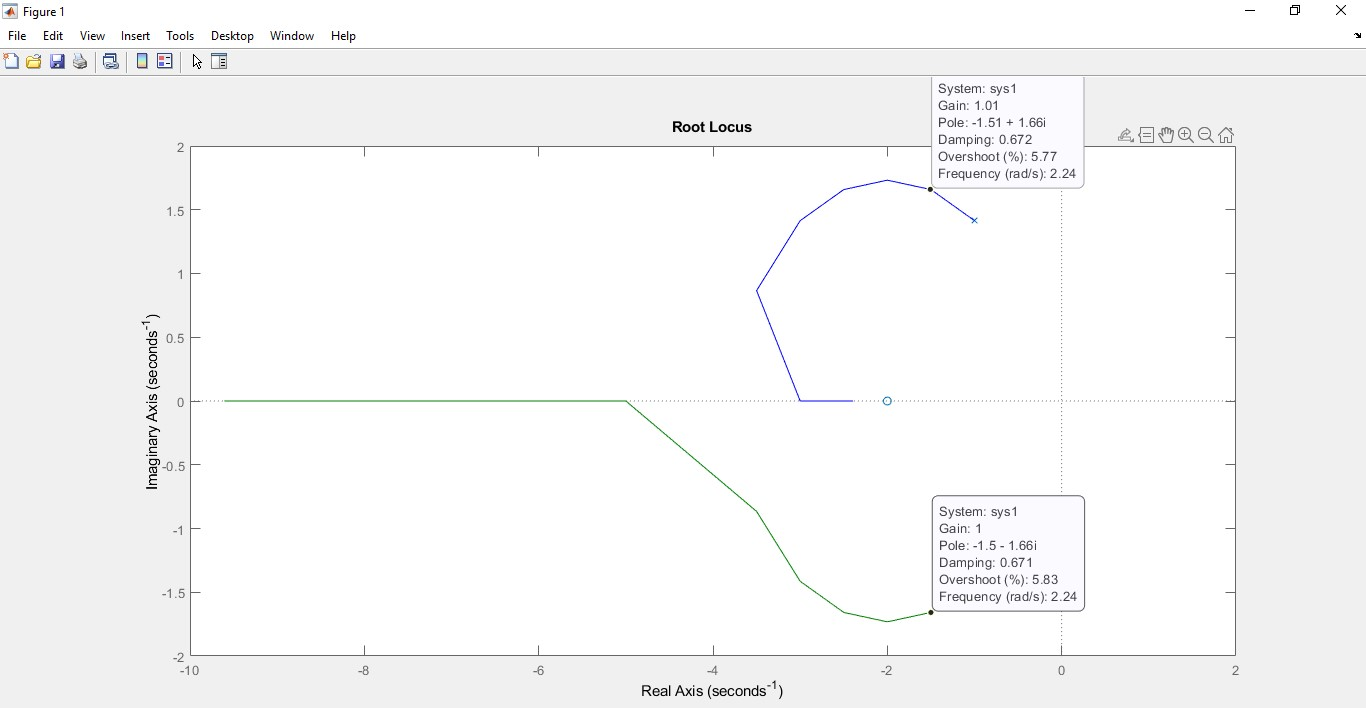 Figure 1
File Edit View Insert Tools Desktop Window Help
System: sys1
Gain: 1.01
Pole: -1.51 + 1.66i
Damping: 0.672
Overshoot (%): 5.77
Frequency (rad/s): 2.24
Root Locus
2
1.5
1
0.5
0
-0.5
-1
-1.5
-2
Imaginary Axis (seconds⁻¹)
System: sys1
Gain: 1
Pole: -1.5 - 1.66i
Damping: 0.671
Overshoot (%): 5.83
Frequency (rad/s): 2.24
-10 -8 -6 -4 -2 0 2
Real Axis (seconds⁻¹)